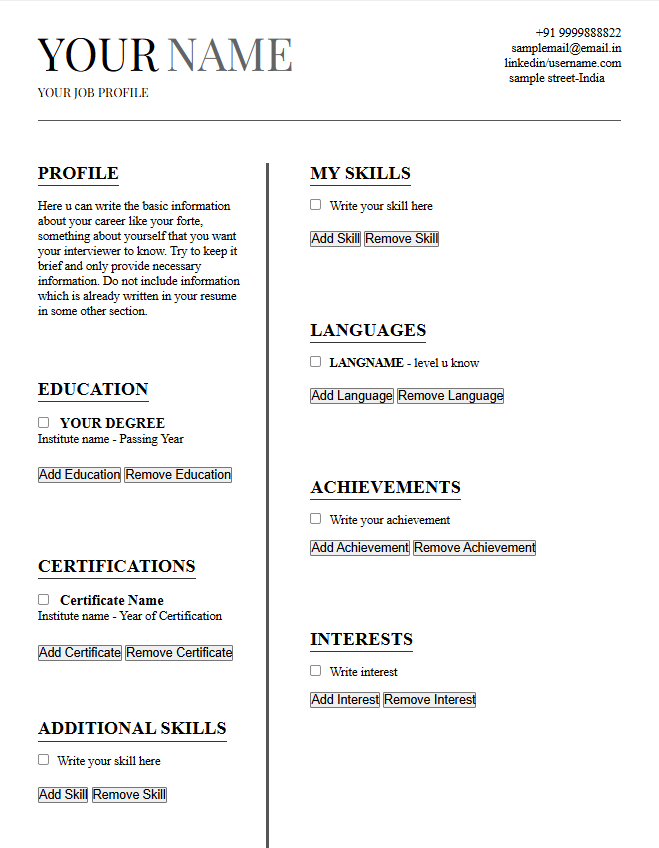 YOUR NAME
YOUR JOB PROFILE
+91 9999888822
samplemail@email.in
linkedin/username.com
sample street-India
PROFILE
Here u can write the basic information
about your career like your forte,
something about yourself that you want
your interviewer to know. Try to keep it
brief and only provide necessary
information. Do not include information
which is already written in your resume
in some other section.
EDUCATION
YOUR DEGREE
Institute name - Passing Year
Add Education Remove Education
CERTIFICATIONS
Certificate Name
Institute name - Year of Certification
Add Certificate Remove Certificate
ADDITIONAL SKILLS
Write your skill here
Add Skill Remove Skill
MY SKILLS
Write your skill here
Add Skill Remove Skill
LANGUAGES
LANGNAME - level u know
Add Language Remove Language
ACHIEVEMENTS
Write your achievement
Add Achievement Remove Achievement
INTERESTS
Write interest
Add Interest Remove Interest